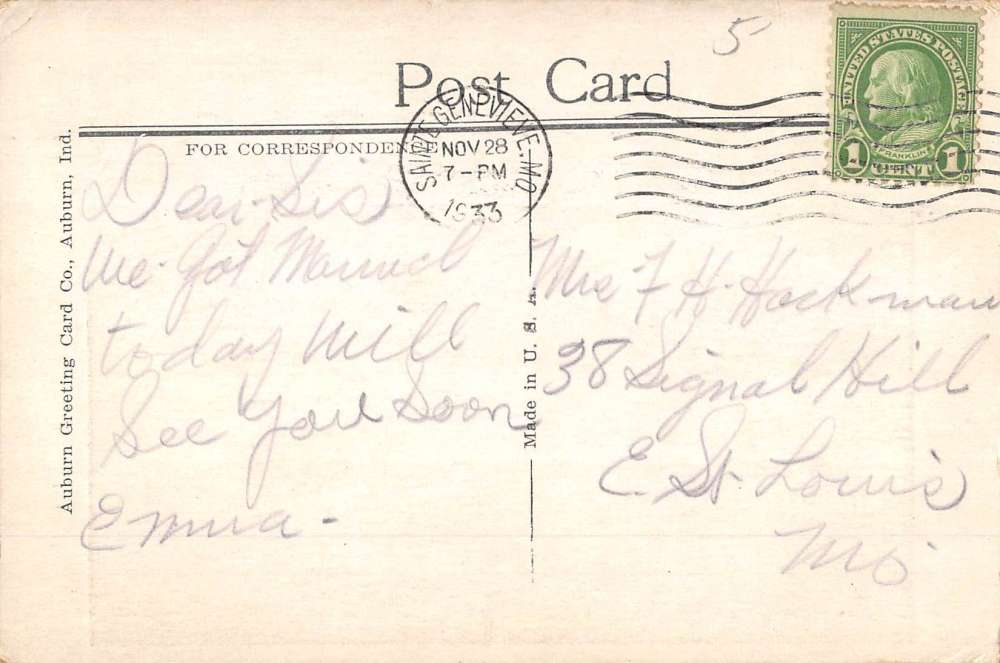 5
Post Card
UNITED STATES POSTAGE
FRANKLIN
1 CENT 1
SAINTE GENEVIEVE. MO
NOV 28
7-PM
1933
FOR CORRESPONDENCE
Dear Sis
We Got Married
today Will
See You Soon
Emma -
Mrs F H Hackman
38 Signal Hill
E. St Louis
Mo
Auburn Greeting Card Co., Auburn, Ind.
Made in U. S. A.